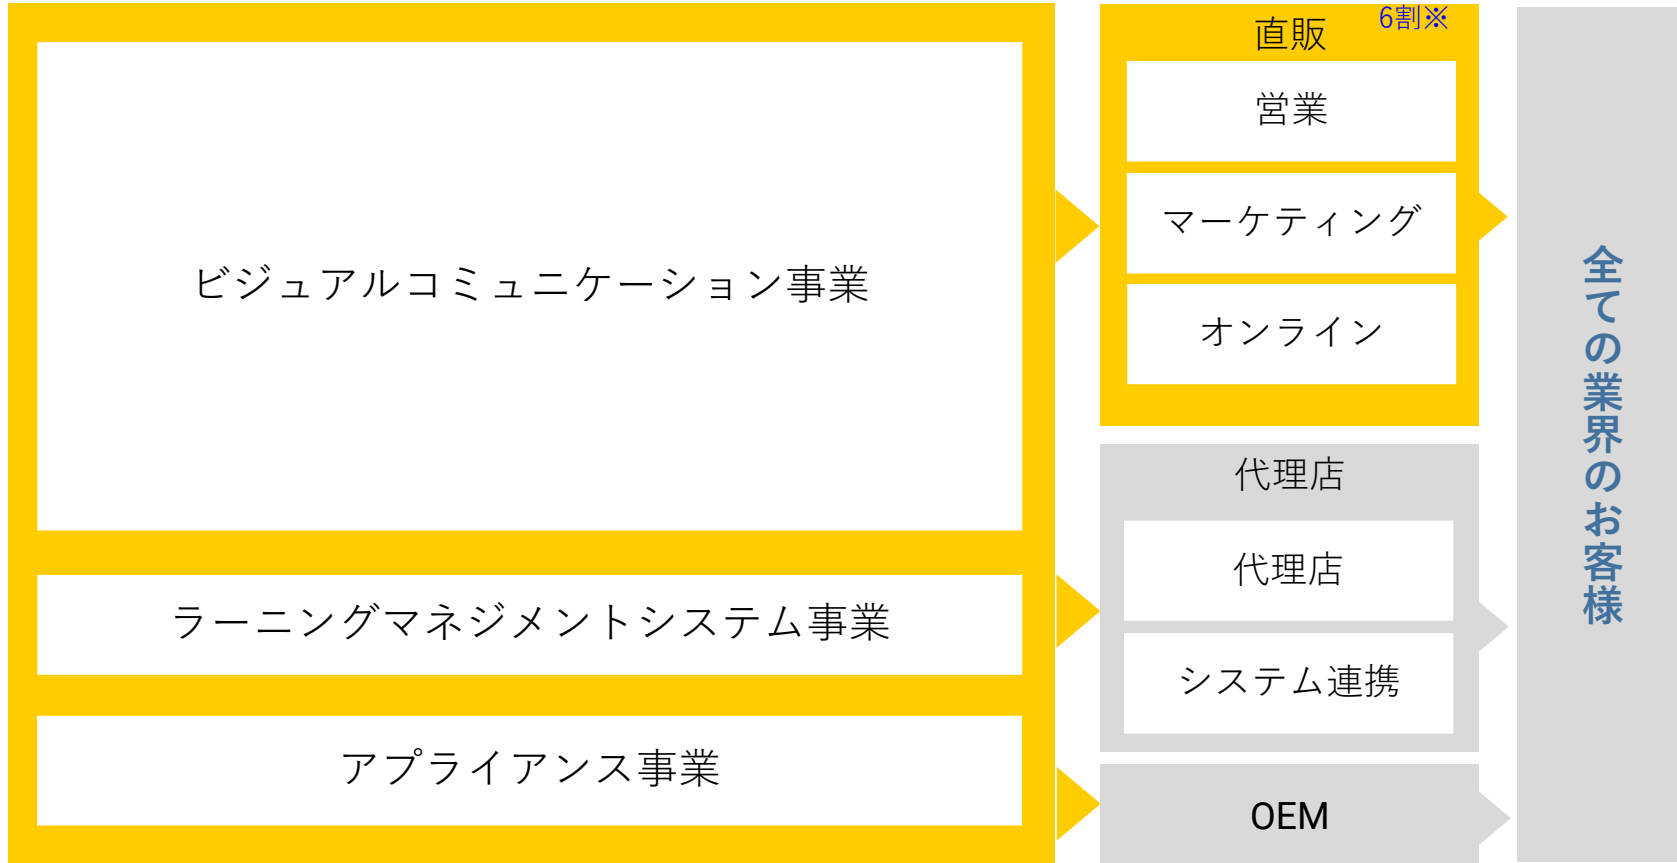 ビジュアルコミュニケーション事業
ラーニングマネジメントシステム事業
アプライアンス事業
直販
6割※
営業
マーケティング
オンライン
代理店
代理店
システム連携
OEM
全ての業界のお客様